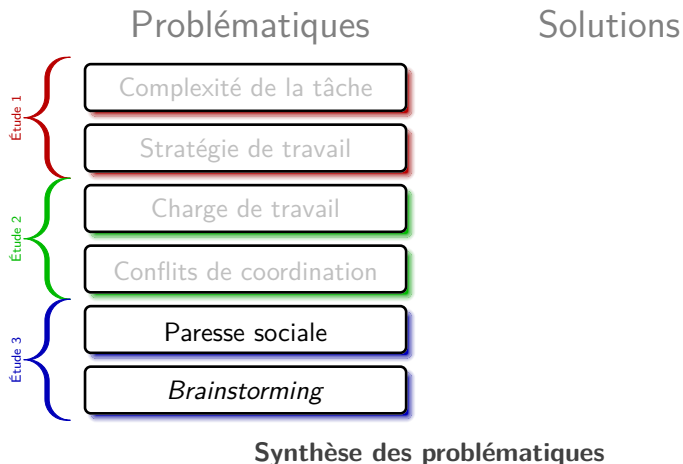 Problématiques
Solutions
Étude 1
Complexité de la tâche
Stratégie de travail
Étude 2
Charge de travail
Conflits de coordination
Étude 3
Paresse sociale
Brainstorming
Synthèse des problématiques